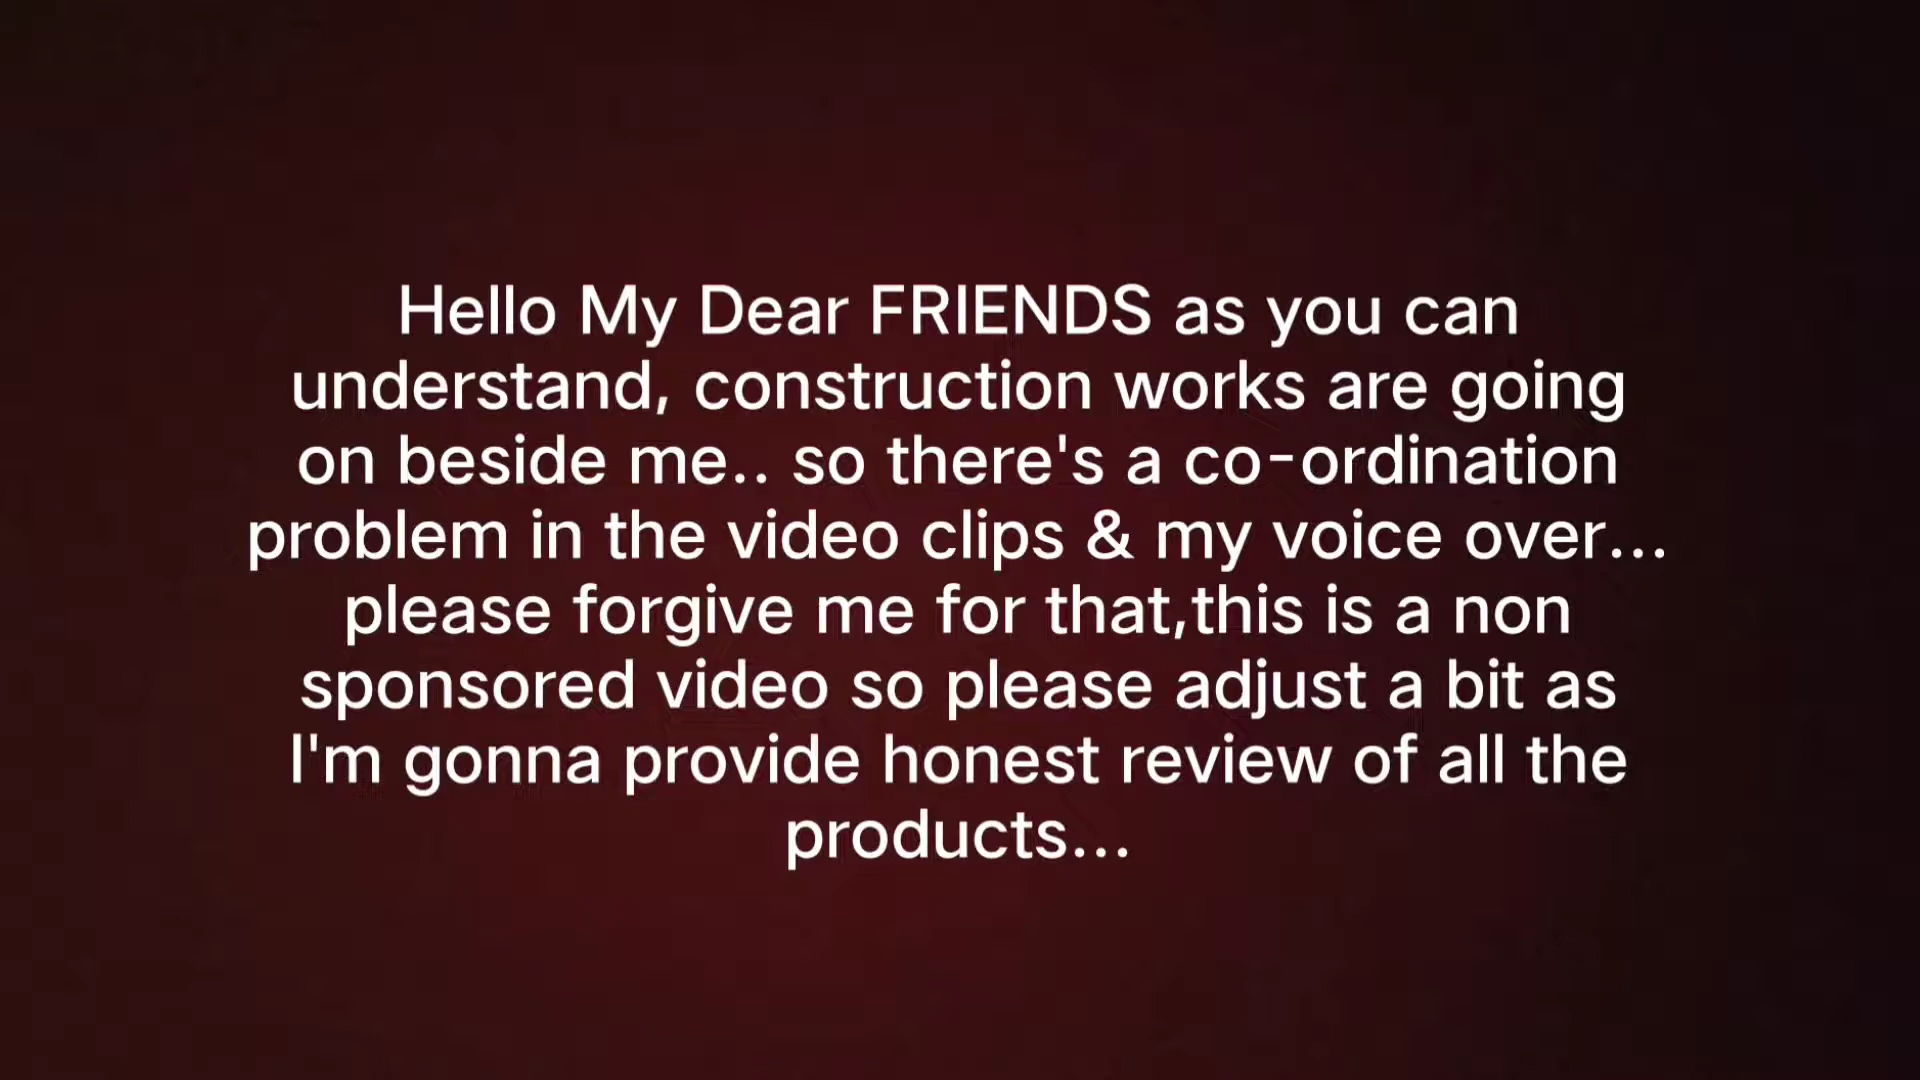 Hello My Dear FRIENDS as you can
understand, construction works are going
on beside me.. so there's a co-ordination
problem in the video clips & my voice over...
please forgive me for that,this is a non
sponsored video so please adjust a bit as
I'm gonna provide honest review of all the
products...